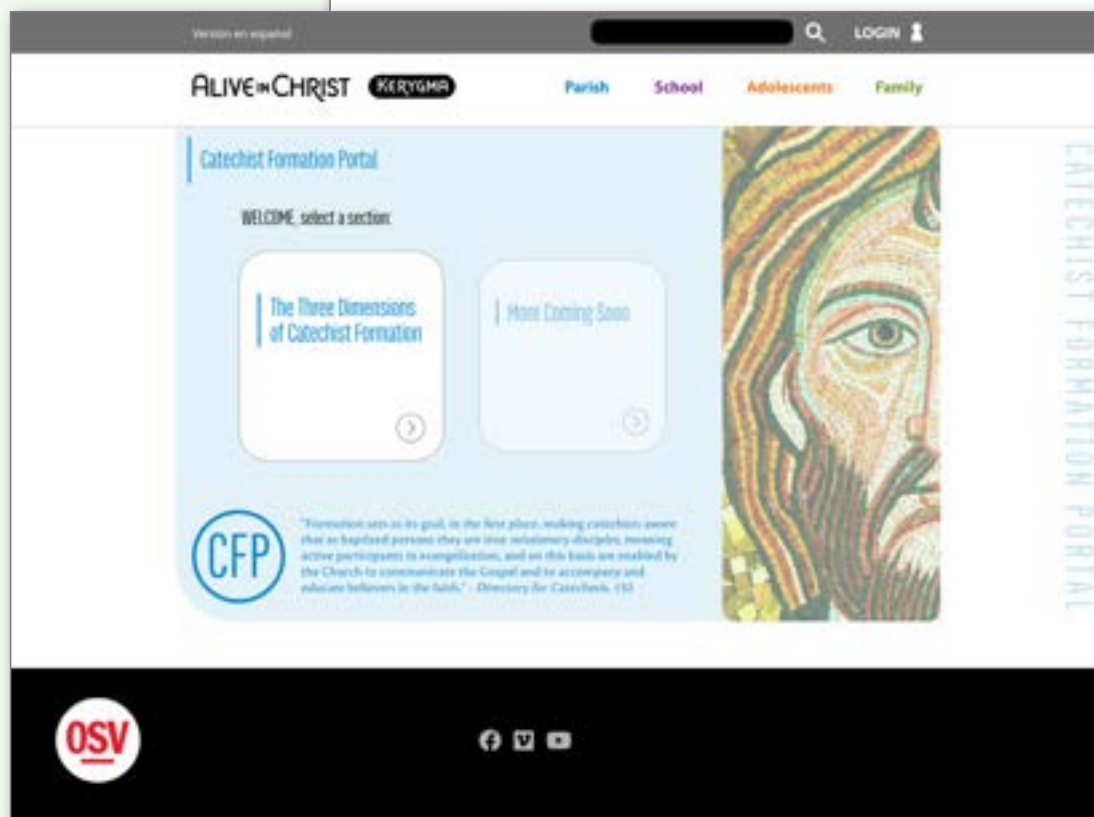 Versión en español
LOGIN
ALIVE IN CHRIST KERYGMA
Parish School Adolescents Family
Catechist Formation Portal
WELCOME, select a section:
The Three Dimensions
of Catechist Formation
More Coming Soon
CFP
"Formation sets as its goal, in the first place, making catechists aware
that as baptized persons they are true missionary disciples, meaning
active participants in evangelization, and on this basis are enabled by
the Church to communicate the Gospel and to accompany and
educate believers in the faith." - Directory for Catechesis, 132
CATECHIST FORMATION PORTAL
OSV